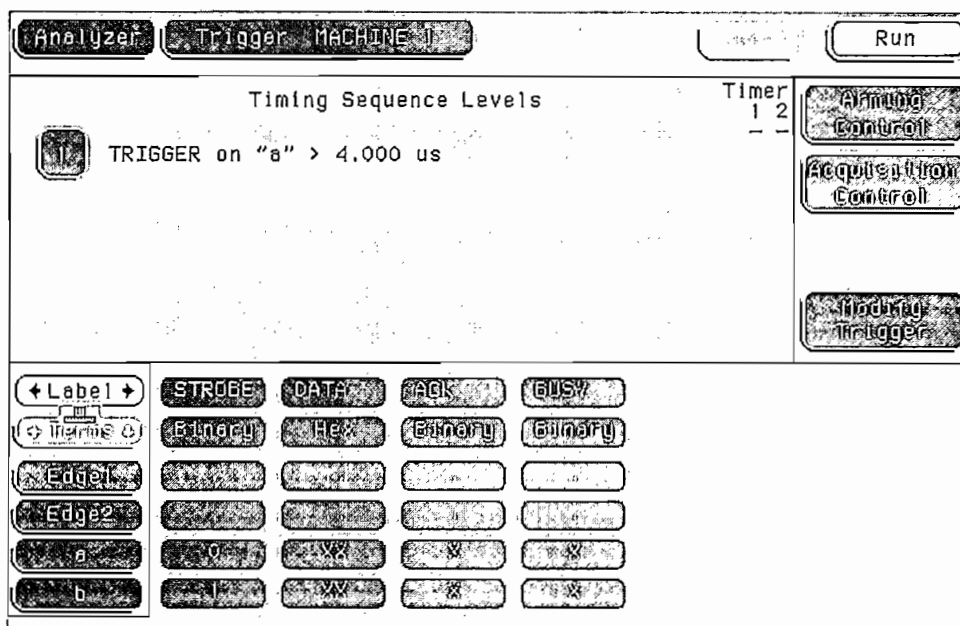 Analyzer Trigger MACHINE 1 Run
Timing Sequence Levels
Timer
1 2
- -
1 TRIGGER on "a" > 4.000 us
Arming
Control
Acquisition
Control
Modify
Trigger
Label STROBE DATA ACK BUSY
Terms Binary Hex Binary Binary
Edge1
Edge2
a 0 XX X X
b 1 XX X X